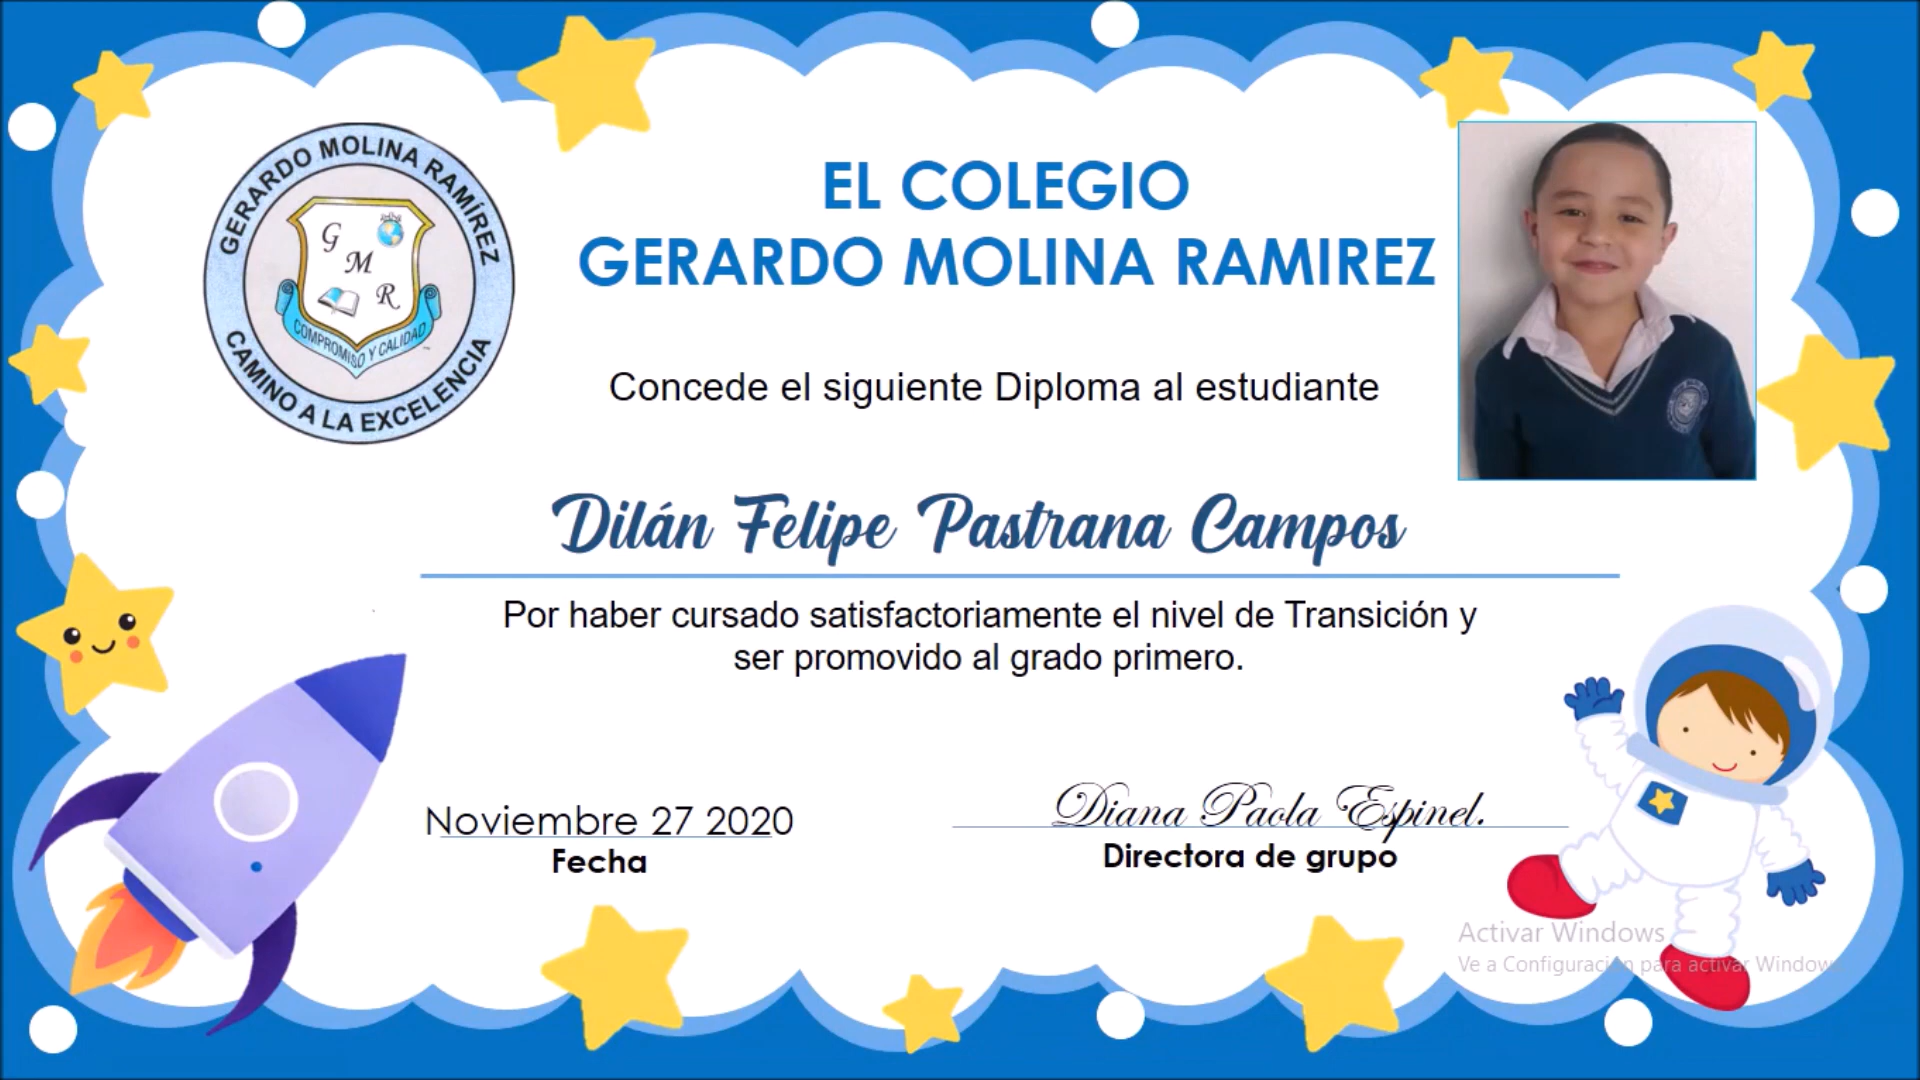 GERARDO MOLINA RAMÍREZ
G
M
R
COMPROMISO Y CALIDAD
CAMINO A LA EXCELENCIA
EL COLEGIO
GERARDO MOLINA RAMIREZ
Concede el siguiente Diploma al estudiante
Dilán Felipe Pastrana Campos
Por haber cursado satisfactoriamente el nivel de Transición y
ser promovido al grado primero.
Noviembre 27 2020
Fecha
Diana Paola Espinel.
Directora de grupo
Activar Windows
Ve a Configuración para activar Windows